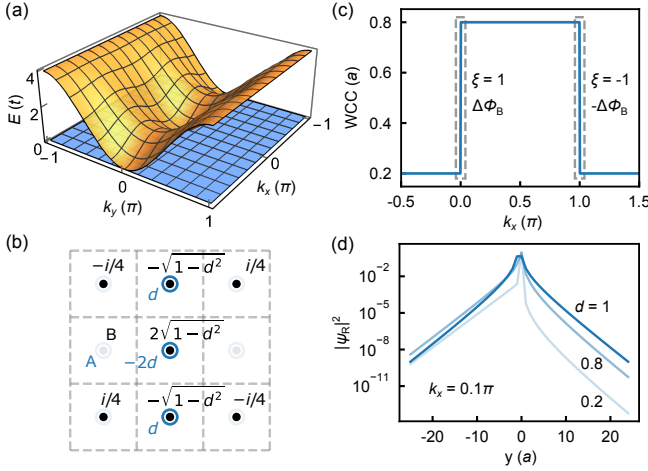 (a)
4
2
0
E (t)
−1
0
1
k_y (π)
−1
0
1
k_x (π)
(b)
−i/4
−√1−d²
i/4
d
B
2√1−d²
A
−2d
i/4
−√1−d²
−i/4
d
(c)
WCC (a)
0.8
0.6
0.4
0.2
ξ = 1
ξ = -1
ΔΦ_B
-ΔΦ_B
-0.5
0.0
0.5
1.0
1.5
k_x (π)
(d)
|ψ_R|²
10⁻²
10⁻⁵
10⁻⁸
10⁻¹¹
d = 1
0.8
0.2
k_x = 0.1π
-20
-10
0
10
20
y (a)